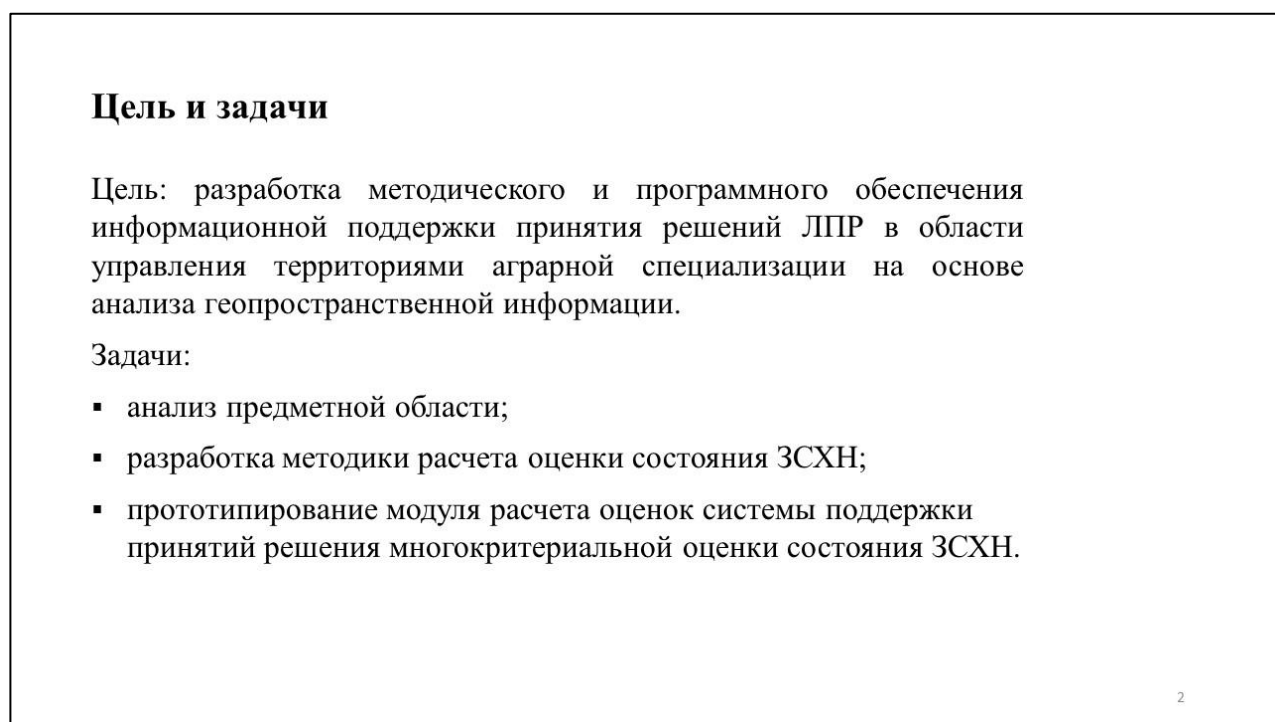 Цель и задачи
Цель: разработка методического и программного обеспечения
информационной поддержки принятия решений ЛПР в области
управления территориями аграрной специализации на основе
анализа геопространственной информации.
Задачи:
▪ анализ предметной области;
▪ разработка методики расчета оценки состояния ЗСХН;
▪ прототипирование модуля расчета оценок системы поддержки
принятий решения многокритериальной оценки состояния ЗСХН.
2